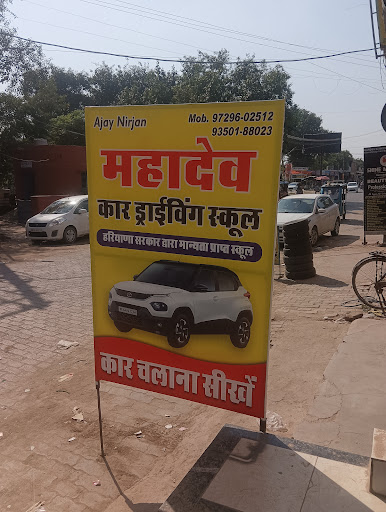 Ajay Nirjan Mob. 97296-02512
93501-88023
महादेव
कार ड्राईविंग स्कूल
हरियाणा सरकार द्वारा मान्यता प्राप्त स्कूल
कार चलाना सीखें